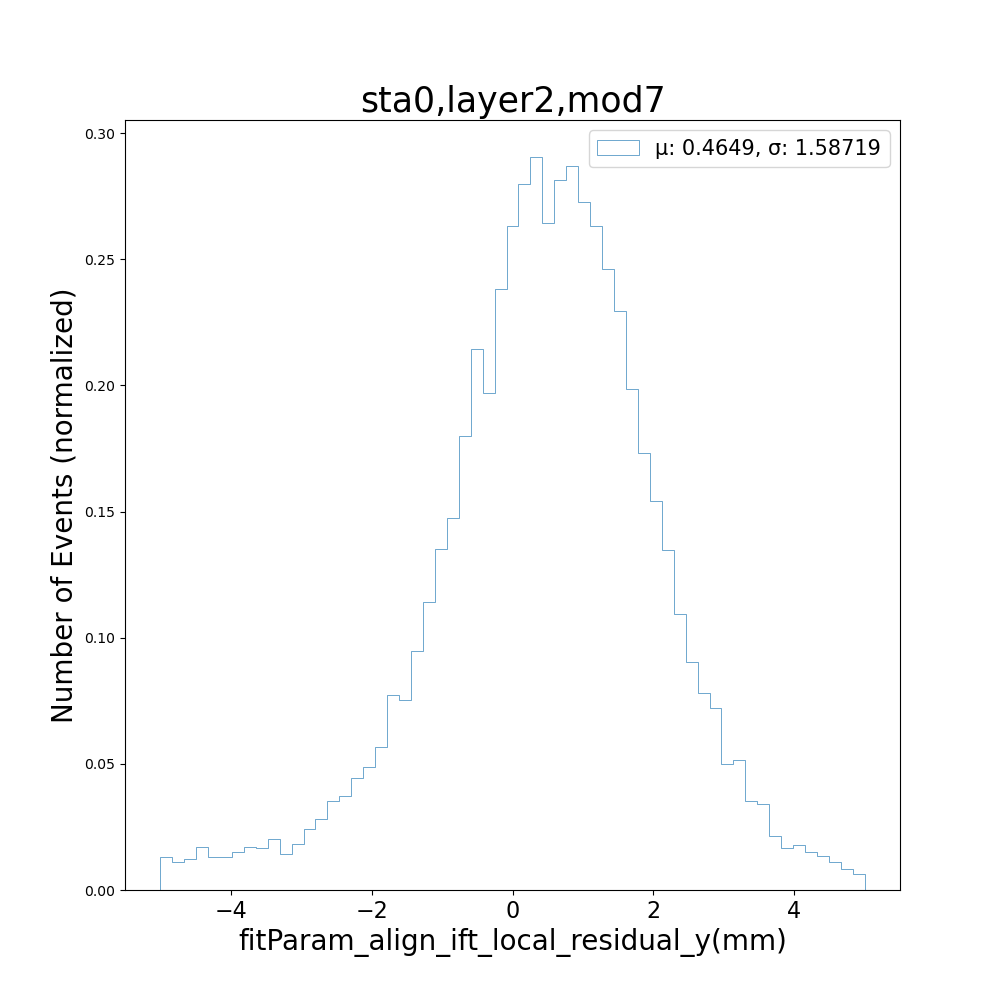 sta0,layer2,mod7
μ: 0.4649, σ: 1.58719
Number of Events (normalized)
0.30
0.25
0.20
0.15
0.10
0.05
0.00
−4 −2 0 2 4
fitParam_align_ift_local_residual_y(mm)